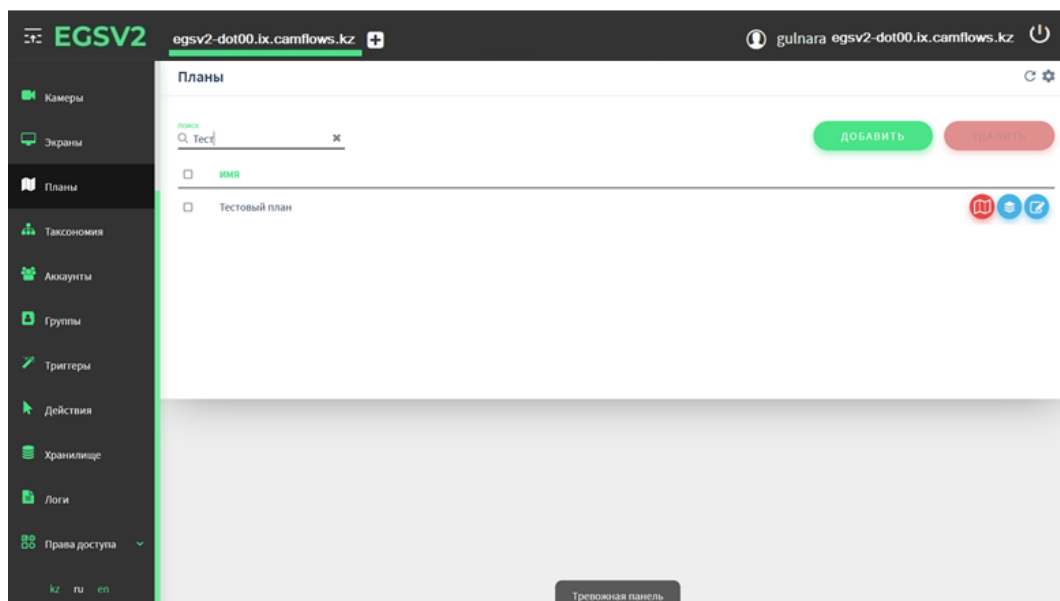 EGSV2
egsv2-dot00.ix.camflows.kz
gulnara egsv2-dot00.ix.camflows.kz
Камеры
Экраны
Планы
Таксономия
Аккаунты
Группы
Триггеры
Действия
Хранилище
Логи
Права доступа
kz ru en
Планы
поиск
Тест
ДОБАВИТЬ
УДАЛИТЬ
ИМЯ
Тестовый план
Тревожная панель